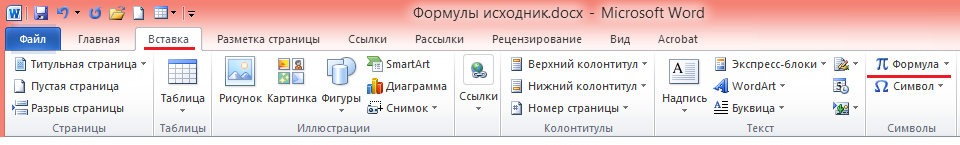 Формулы исходник.docx - Microsoft Word
Файл Главная Вставка Разметка страницы Ссылки Рассылки Рецензирование Вид Acrobat
Титульная страница
Пустая страница
Разрыв страницы
Страницы
Таблица
Таблицы
Рисунок Картинка Фигуры
SmartArt
Диаграмма
Снимок
Иллюстрации
Ссылки
Верхний колонтитул
Нижний колонтитул
Номер страницы
Колонтитулы
Надпись
Экспресс-блоки
WordArt
Буквица
Текст
π Формула
Ω Символ
Символы